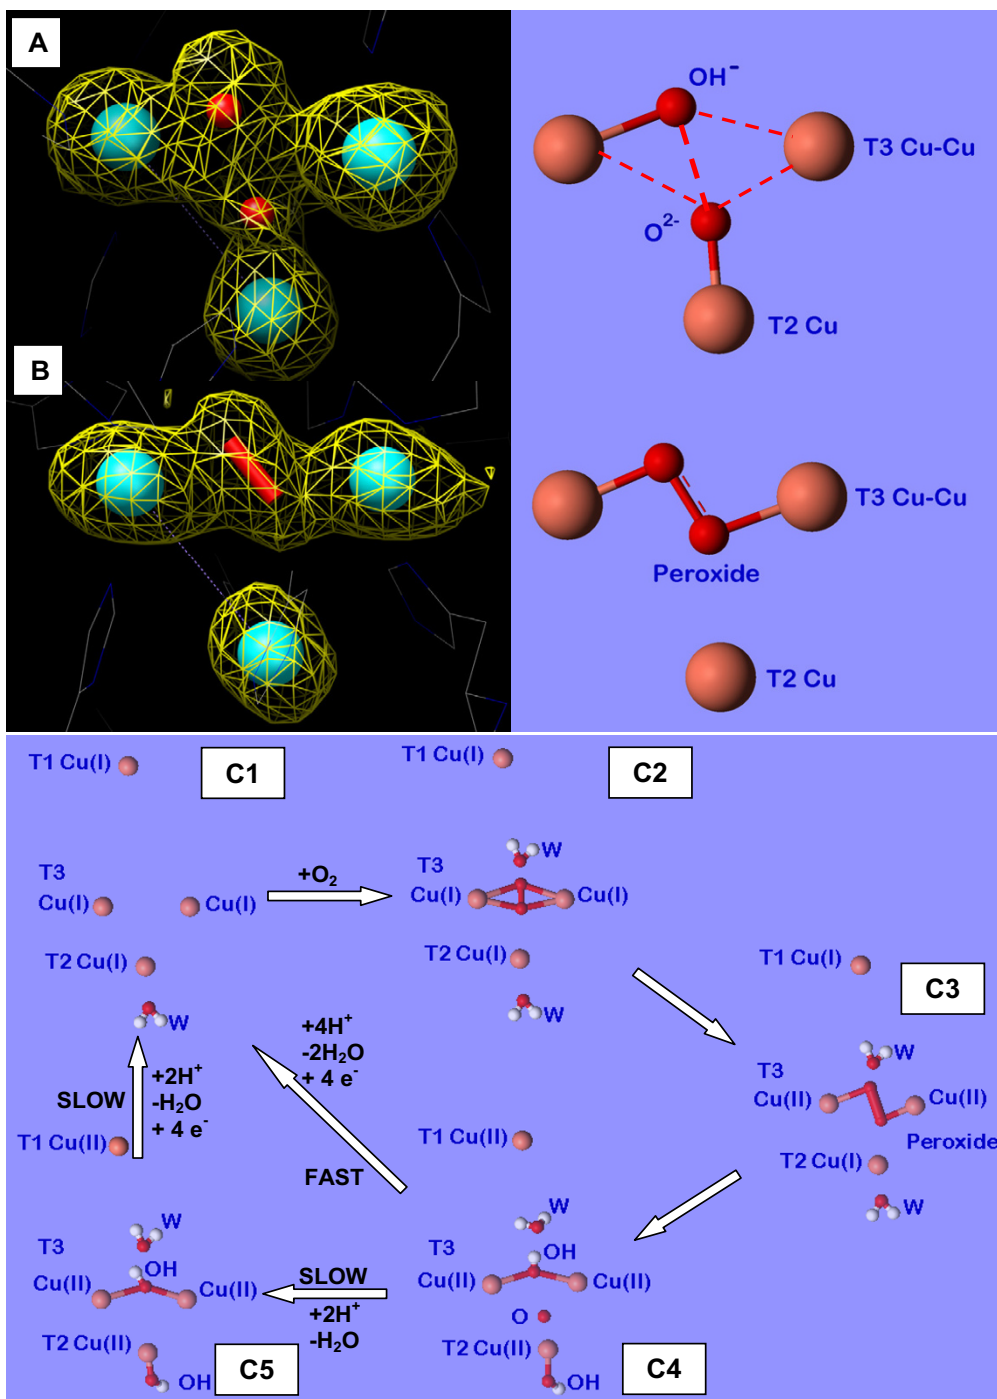 A
OH⁻
T3 Cu-Cu
O²⁻
T2 Cu
B
T3 Cu-Cu
Peroxide
T2 Cu
T1 Cu(I)
C1
T1 Cu(I)
C2
T3
Cu(I)
Cu(I)
+O₂
W
T3
Cu(I)
Cu(I)
T2 Cu(I)
W
T2 Cu(I)
W
T1 Cu(I)
C3
W
T3
Cu(II)
Cu(II)
Peroxide
T2 Cu(I)
W
+4H⁺
-2H₂O
+ 4 e⁻
FAST
SLOW
+2H⁺
-H₂O
+ 4 e⁻
T1 Cu(II)
T1 Cu(II)
W
T3
OH
Cu(II)
Cu(II)
T2 Cu(II)
OH
C5
SLOW
+2H⁺
-H₂O
W
T3
OH
Cu(II)
Cu(II)
O
T2 Cu(II)
OH
C4